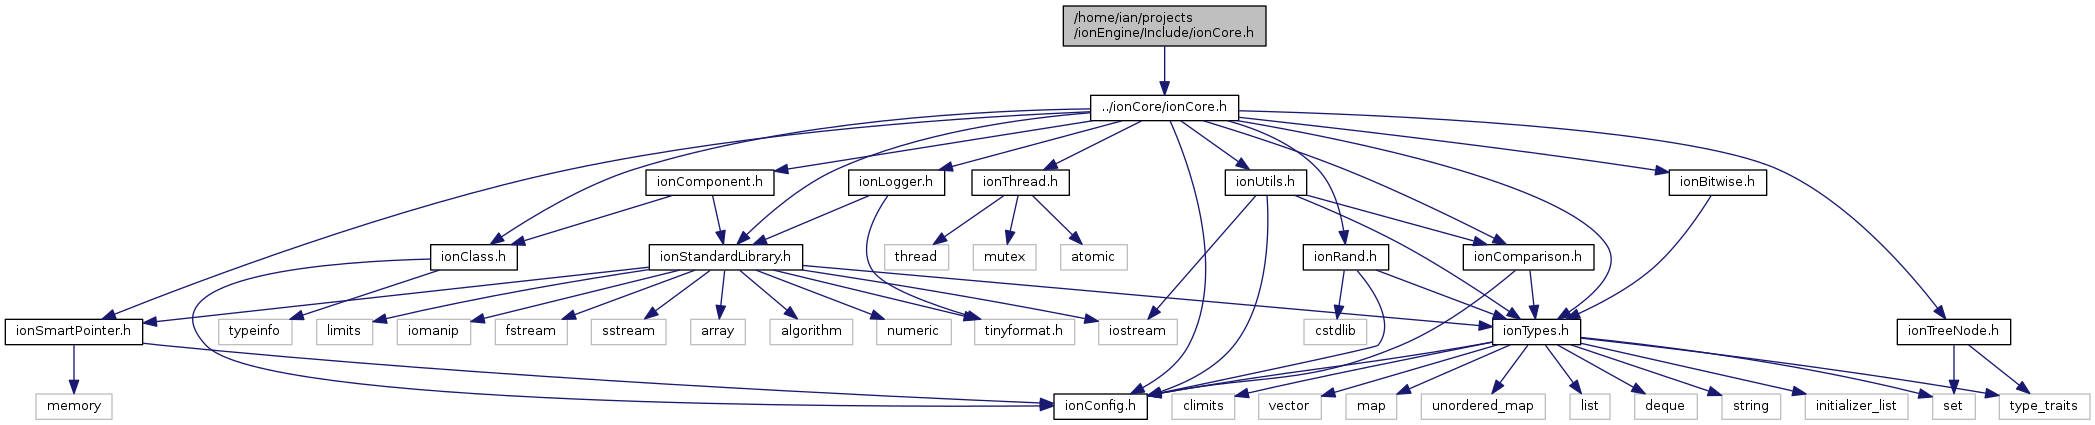 /home/ian/projects
/ionEngine/Include/ionCore.h
../ionCore/ionCore.h
ionComponent.h
ionLogger.h
ionThread.h
ionUtils.h
ionBitwise.h
ionClass.h
ionStandardLibrary.h
thread
mutex
atomic
ionRand.h
ionComparison.h
ionSmartPointer.h
typeinfo
limits
iomanip
fstream
sstream
array
algorithm
numeric
tinyformat.h
iostream
cstdlib
ionTypes.h
ionTreeNode.h
memory
ionConfig.h
climits
vector
map
unordered_map
list
deque
string
initializer_list
set
type_traits